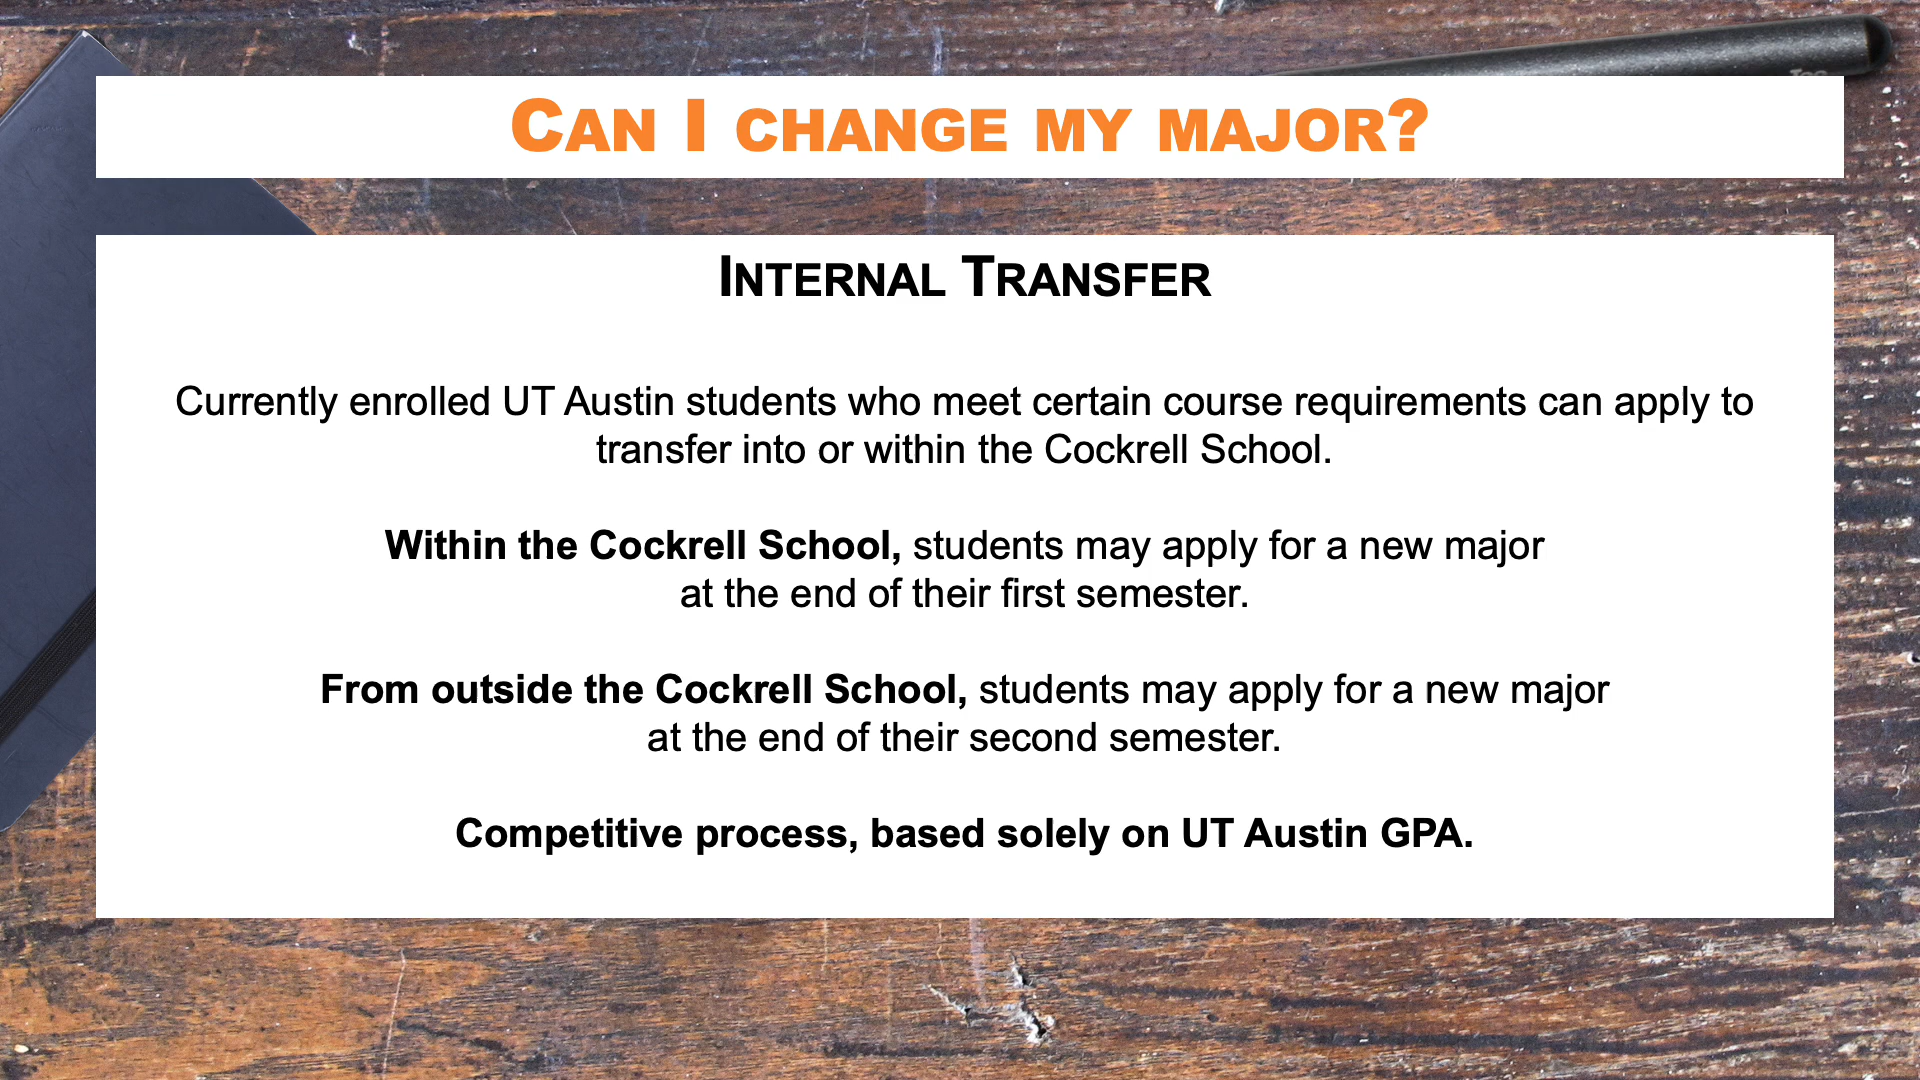 Can I change my major?
Internal Transfer
Currently enrolled UT Austin students who meet certain course requirements can apply to
transfer into or within the Cockrell School.
Within the Cockrell School, students may apply for a new major
at the end of their first semester.
From outside the Cockrell School, students may apply for a new major
at the end of their second semester.
Competitive process, based solely on UT Austin GPA.